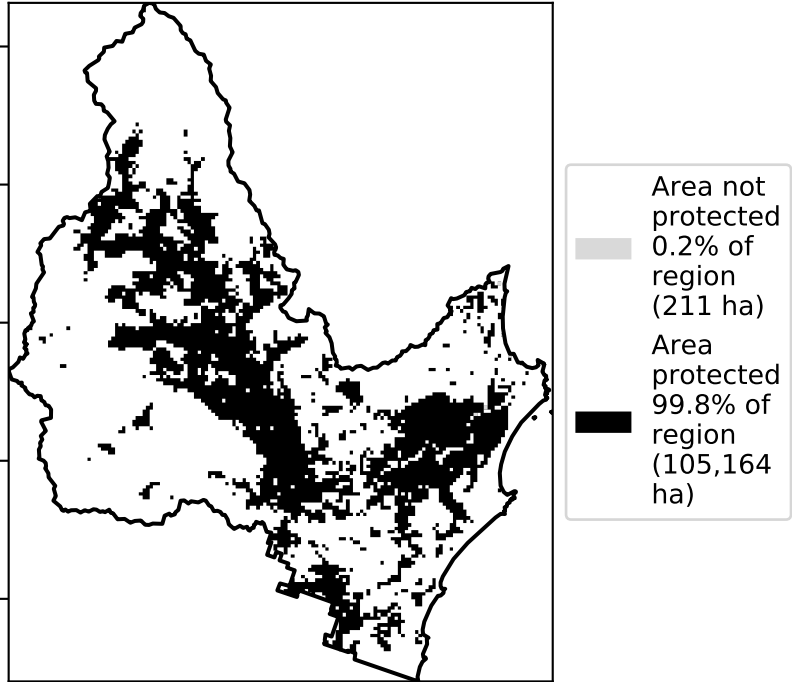 Area not
protected
0.2% of
region
(211 ha)
Area
protected
99.8% of
region
(105,164
ha)